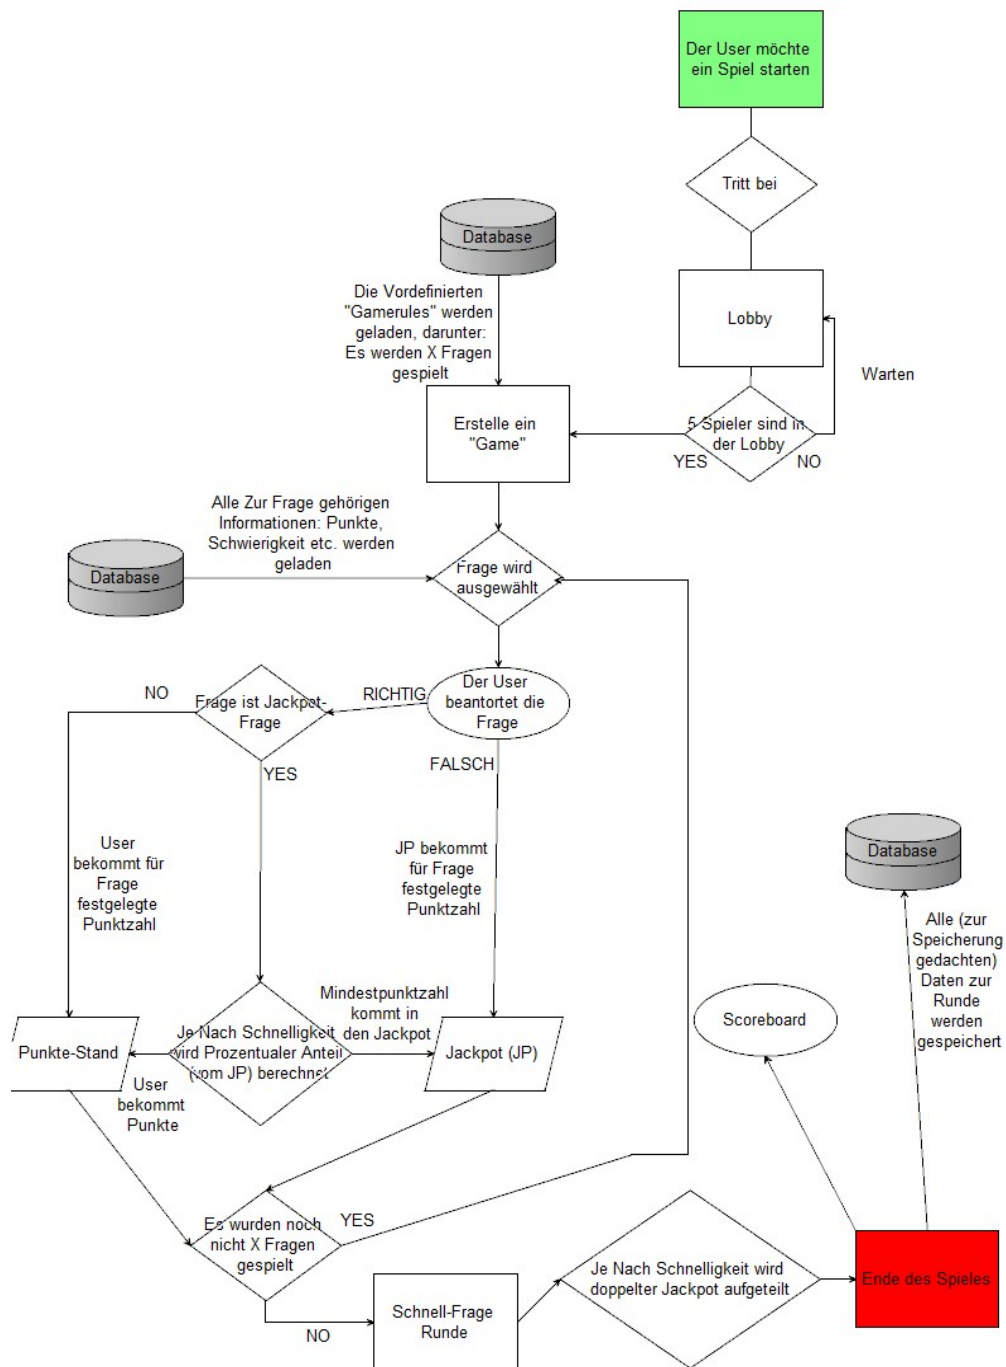 Der User möchte
ein Spiel starten
Tritt bei
Database
Die Vordefinierten
"Gamerules" werden
geladen, darunter:
Es werden X Fragen
gespielt
Lobby
Warten
Erstelle ein
"Game"
5 Spieler sind in
der Lobby
YES
NO
Alle Zur Frage gehörigen
Informationen: Punkte,
Schwierigkeit etc. werden
geladen
Database
Frage wird
ausgewählt
Der User
beantortet die
Frage
RICHTIG
NO
Frage ist Jackpot-
Frage
YES
FALSCH
User
bekommt für
Frage
festgelegte
Punktzahl
JP bekommt
für Frage
festgelegte
Punktzahl
Database
Alle (zur
Speicherung
gedachten)
Daten zur
Runde
werden
gespeichert
Mindestpunktzahl
kommt in
den Jackpot
Scoreboard
Punkte-Stand
Je Nach Schnelligkeit
wird Prozentualer Anteil
(vom JP) berechnet
Jackpot (JP)
User
bekommt
Punkte
Es wurden noch
nicht X Fragen
gespielt
YES
NO
Schnell-Frage
Runde
Je Nach Schnelligkeit wird
doppelter Jackpot aufgeteilt
Ende des Spieles